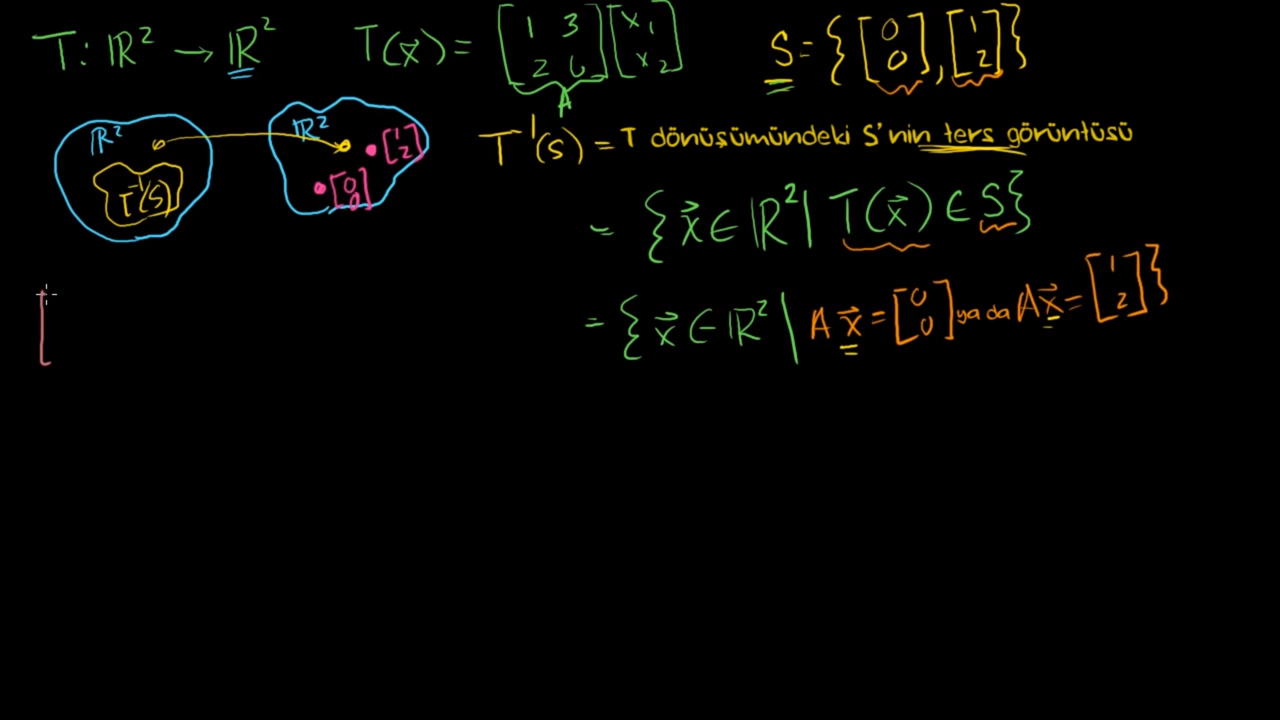 T: ℝ² → ℝ² T(x⃗) = [1 3; 2 6] [x₁; x₂] S = {[0; 0], [1; 2]}
A
ℝ² ℝ² [1; 2]
T⁻¹(S) [0; 0]
T⁻¹(S) = T dönüşümündeki S'nin ters görüntüsü
= {x⃗ ∈ ℝ² | T(x⃗) ∈ S}
= {x⃗ ∈ ℝ² | A x⃗ = [0; 0] ya da A x⃗ = [1; 2]}
[